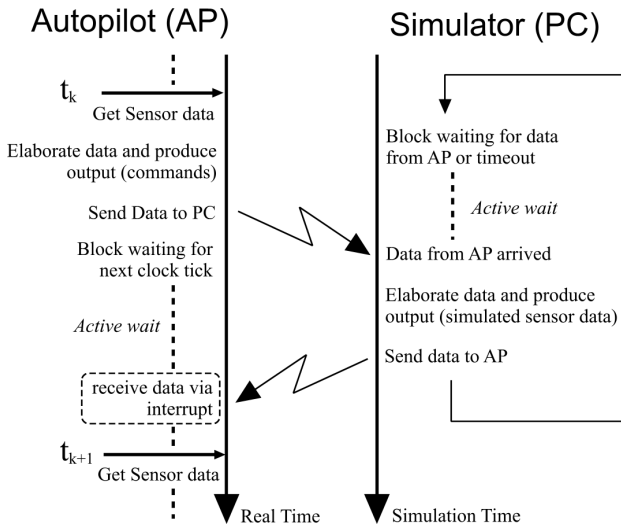 Autopilot (AP)
Simulator (PC)
tk
Get Sensor data
Elaborate data and produce
output (commands)
Send Data to PC
Block waiting for
next clock tick
Active wait
receive data via
interrupt
tk+1
Get Sensor data
Real Time
Block waiting for data
from AP or timeout
Active wait
Data from AP arrived
Elaborate data and produce
output (simulated sensor data)
Send data to AP
Simulation Time